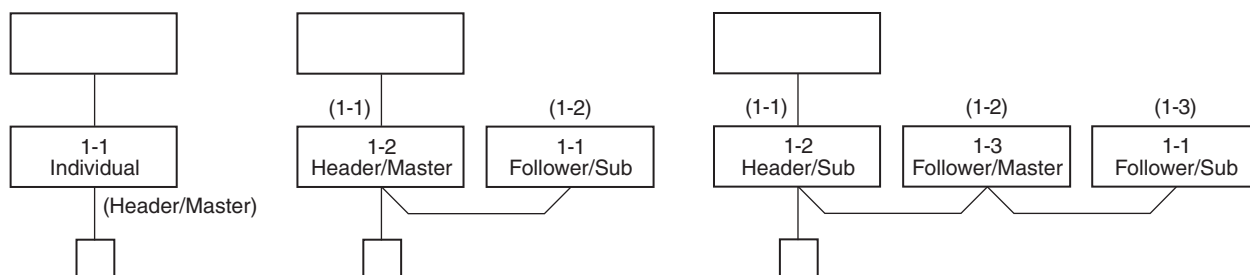 (1-1)
(1-2)
(1-1)
(1-2)
(1-3)
1-1
Individual
1-2
Header/Master
1-1
Follower/Sub
1-2
Header/Sub
1-3
Follower/Master
1-1
Follower/Sub
(Header/Master)